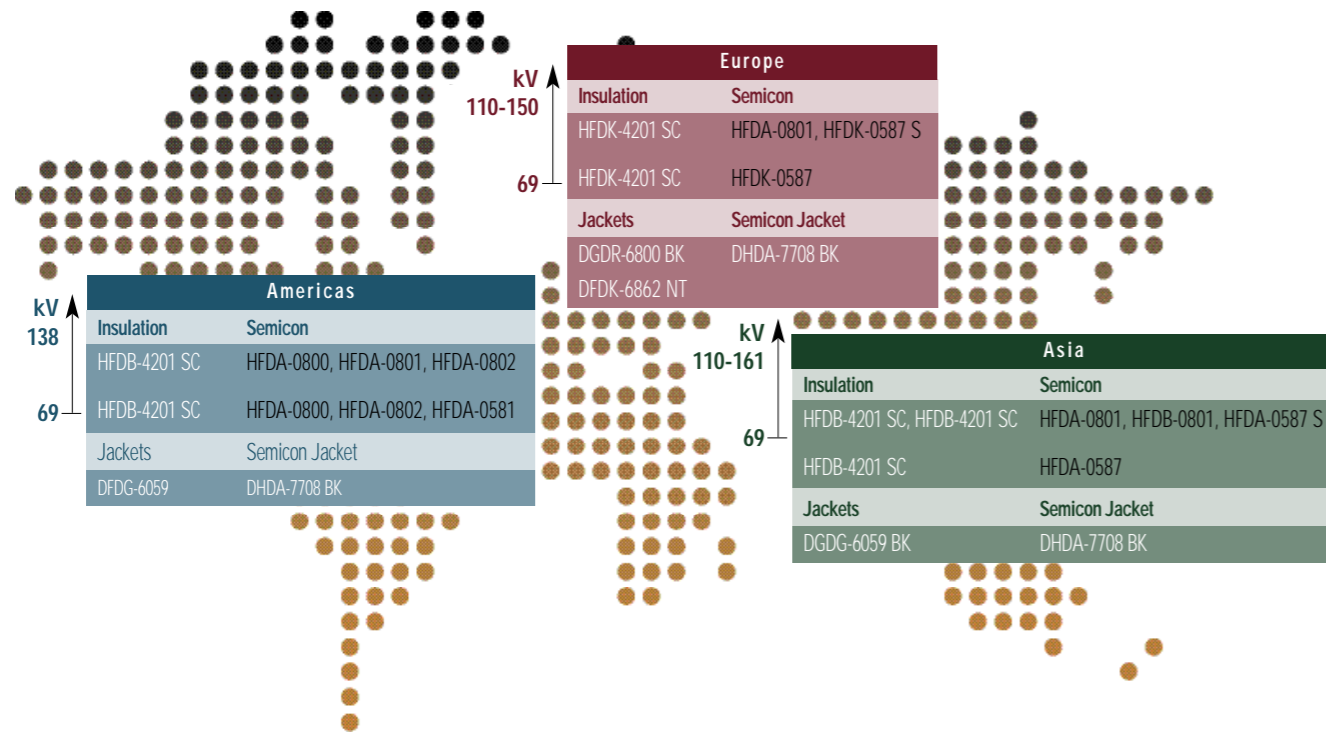 Europe
kV
110-150
Insulation Semicon
HFDK-4201 SC HFDA-0801, HFDK-0587 S
69
HFDK-4201 SC HFDK-0587
Jackets Semicon Jacket
DGDR-6800 BK DHDA-7708 BK
DFDK-6862 NT
Americas
kV
138
Insulation Semicon
HFDB-4201 SC HFDA-0800, HFDA-0801, HFDA-0802
69
HFDB-4201 SC HFDA-0800, HFDA-0802, HFDA-0581
Jackets Semicon Jacket
DFDG-6059 DHDA-7708 BK
Asia
kV
110-161
Insulation Semicon
HFDB-4201 SC, HFDB-4201 SC HFDA-0801, HFDB-0801, HFDA-0587 S
69
HFDB-4201 SC HFDA-0587
Jackets Semicon Jacket
DGDG-6059 BK DHDA-7708 BK